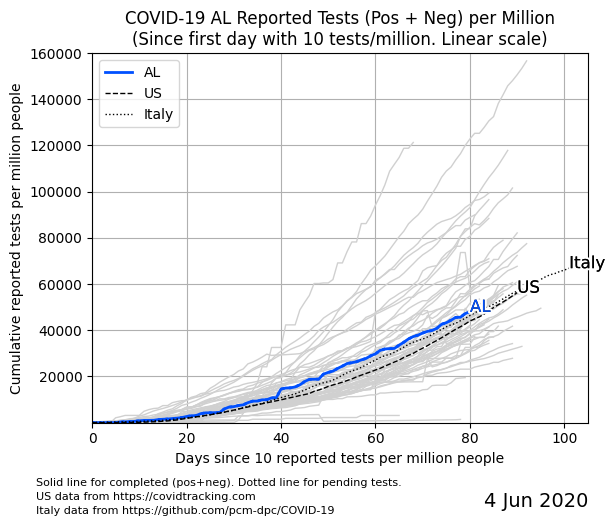 COVID-19 AL Reported Tests (Pos + Neg) per Million
(Since first day with 10 tests/million. Linear scale)
Cumulative reported tests per million people
160000
140000
120000
100000
80000
60000
40000
20000
AL
US
Italy
Italy
US
AL
0 20 40 60 80 100
Days since 10 reported tests per million people
Solid line for completed (pos+neg). Dotted line for pending tests.
US data from https://covidtracking.com
Italy data from https://github.com/pcm-dpc/COVID-19
4 Jun 2020